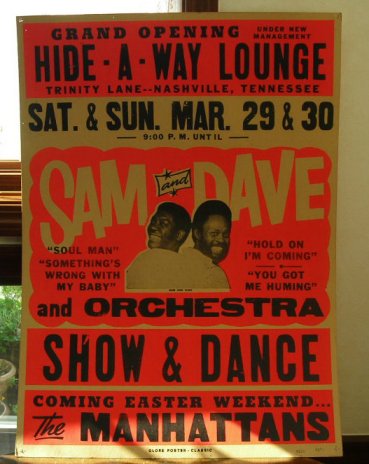 GRAND OPENING UNDER NEW MANAGEMENT
HIDE-A-WAY LOUNGE
TRINITY LANE--NASHVILLE, TENNESSEE
SAT. & SUN. MAR. 29 & 30
9:00 P.M. UNTIL
SAM and DAVE
"SOUL MAN"
"SOMETHING'S
WRONG WITH
MY BABY"
"HOLD ON
I'M COMING"
"YOU GOT
ME HUMING"
and ORCHESTRA
SHOW & DANCE
COMING EASTER WEEKEND...
The MANHATTANS
GLOBE POSTER-CLASSIC